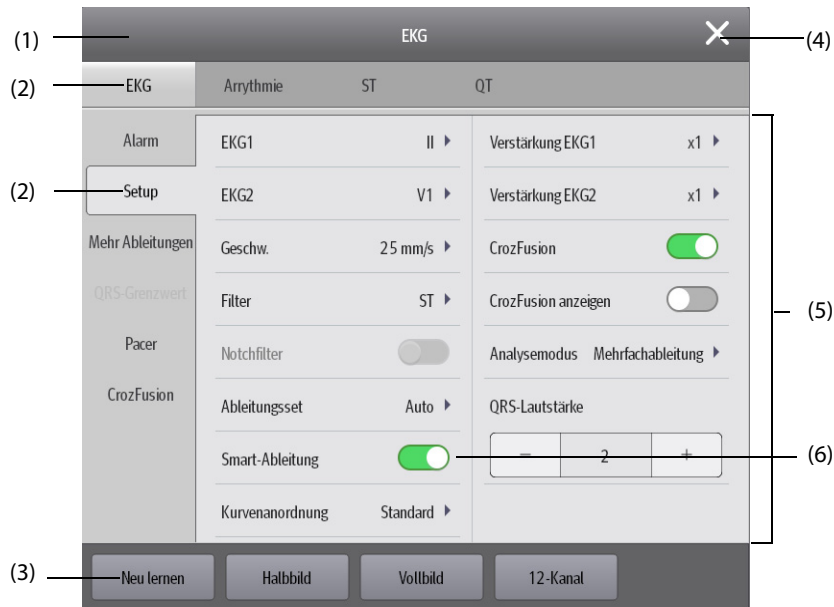 (1)
EKG
(4)
(2)
EKG Arrythmie ST QT
Alarm
(2)
Setup
Mehr Ableitungen
QRS-Grenzwert
Pacer
CrozFusion
EKG1 II
EKG2 V1
Geschw. 25 mm/s
Filter ST
Notchfilter
Ableitungsset Auto
Smart-Ableitung
Kurvenanordnung Standard
Verstärkung EKG1 x1
Verstärkung EKG2 x1
CrozFusion
CrozFusion anzeigen
Analysemodus Mehrfachableitung
QRS-Lautstärke
− 2 +
(5)
(6)
(3)
Neu lernen Halbbild Vollbild 12-Kanal